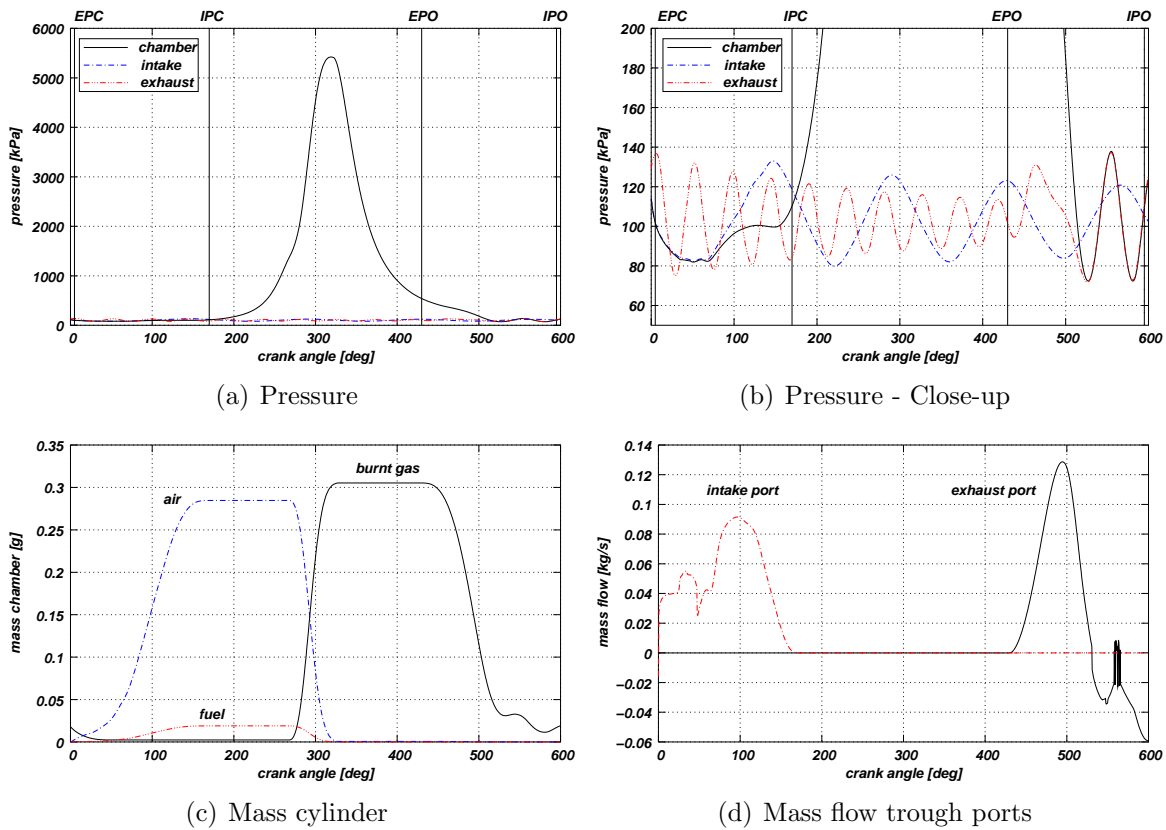 EPC IPC EPO IPO
6000
5000
4000
3000
2000
1000
0
pressure [kPa]
chamber
intake
exhaust
0 100 200 300 400 500 600
crank angle [deg]
(a) Pressure
EPC IPC EPO IPO
200
180
160
140
120
100
80
60
pressure [kPa]
chamber
intake
exhaust
0 100 200 300 400 500 600
crank angle [deg]
(b) Pressure - Close-up
0.35
0.3
0.25
0.2
0.15
0.1
0.05
0
mass chamber [g]
burnt gas
air
fuel
0 100 200 300 400 500 600
crank angle [deg]
(c) Mass cylinder
0.14
0.12
0.1
0.08
0.06
0.04
0.02
0
−0.02
−0.04
−0.06
mass flow [kg/s]
intake port exhaust port
0 100 200 300 400 500 600
crank angle [deg]
(d) Mass flow trough ports